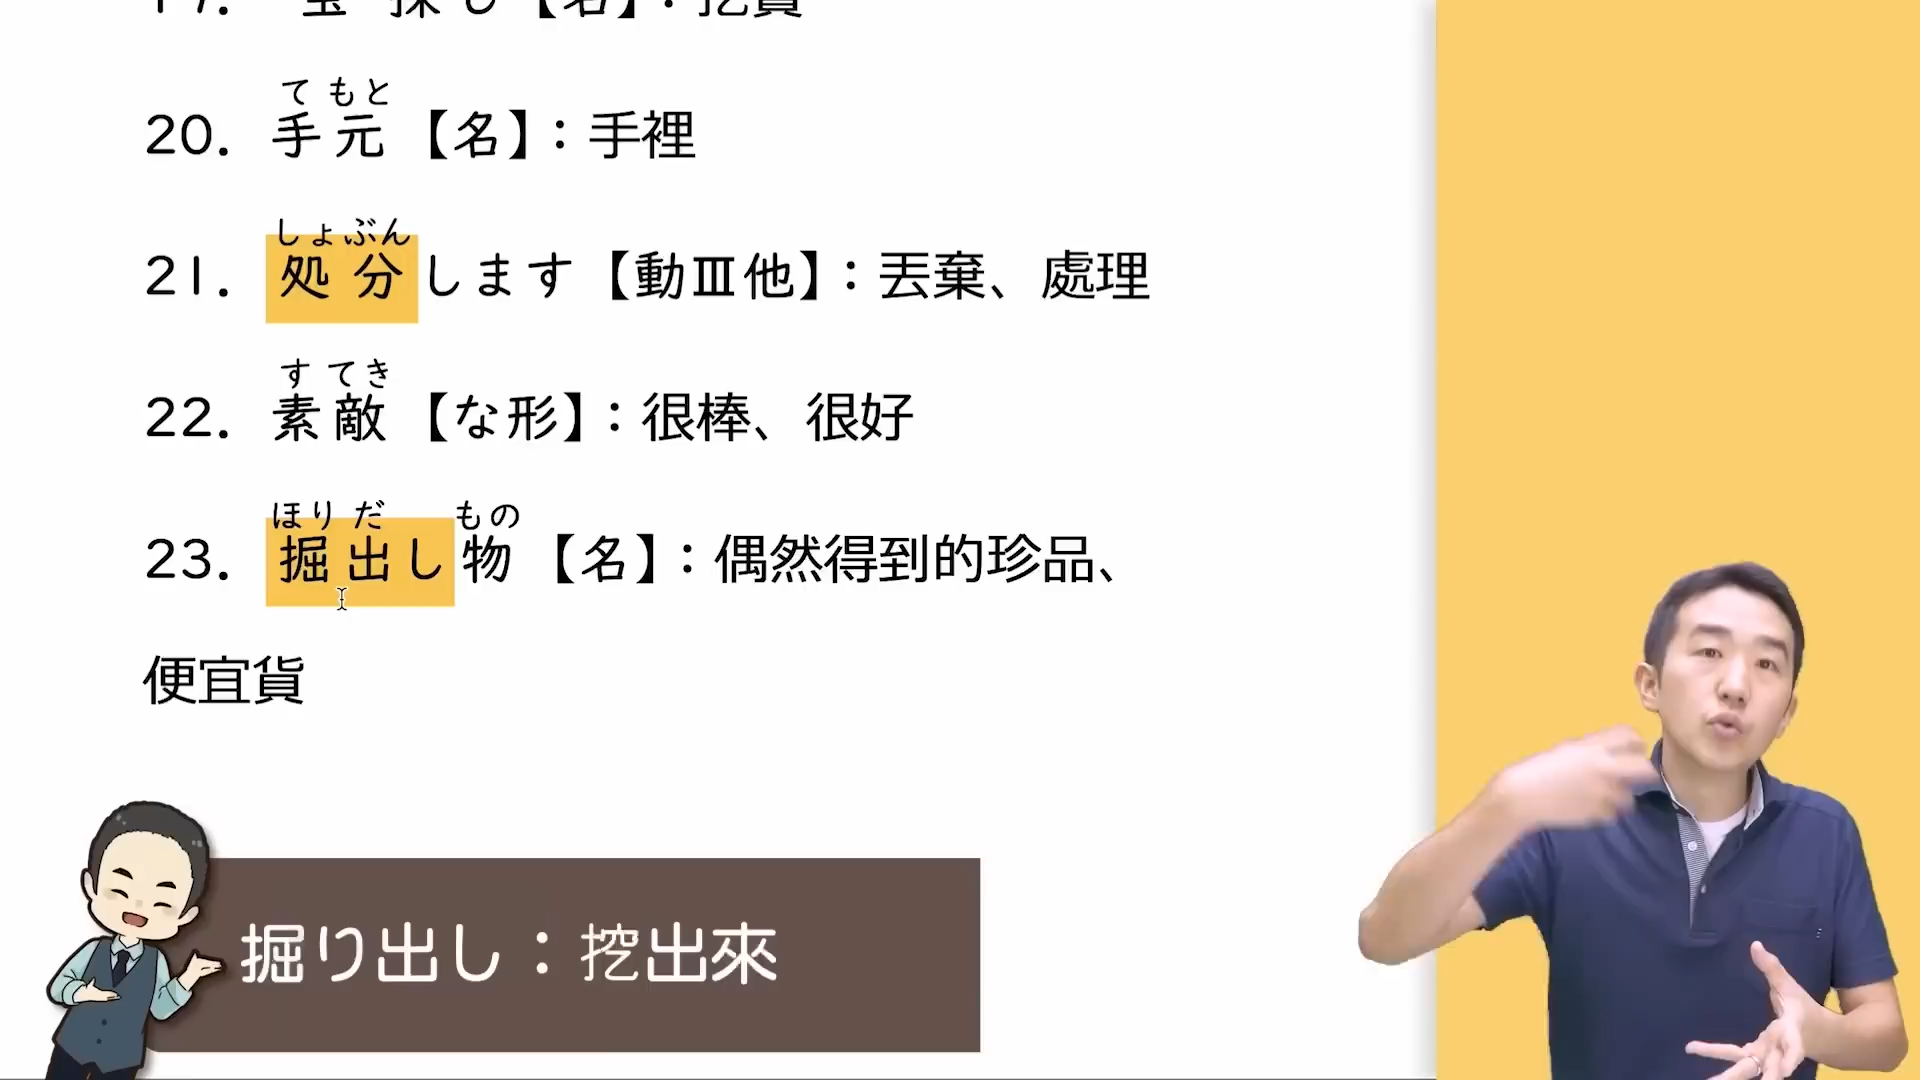 し【名】：挖寶
てもと
20. 手元【名】：手裡
しょぶん
21. 処分します【動Ⅲ他】：丟棄、處理
すてき
22. 素敵【な形】：很棒、很好
ほりだ もの
23. 掘出し物【名】：偶然得到的珍品、
便宜貨
掘り出し：挖出來